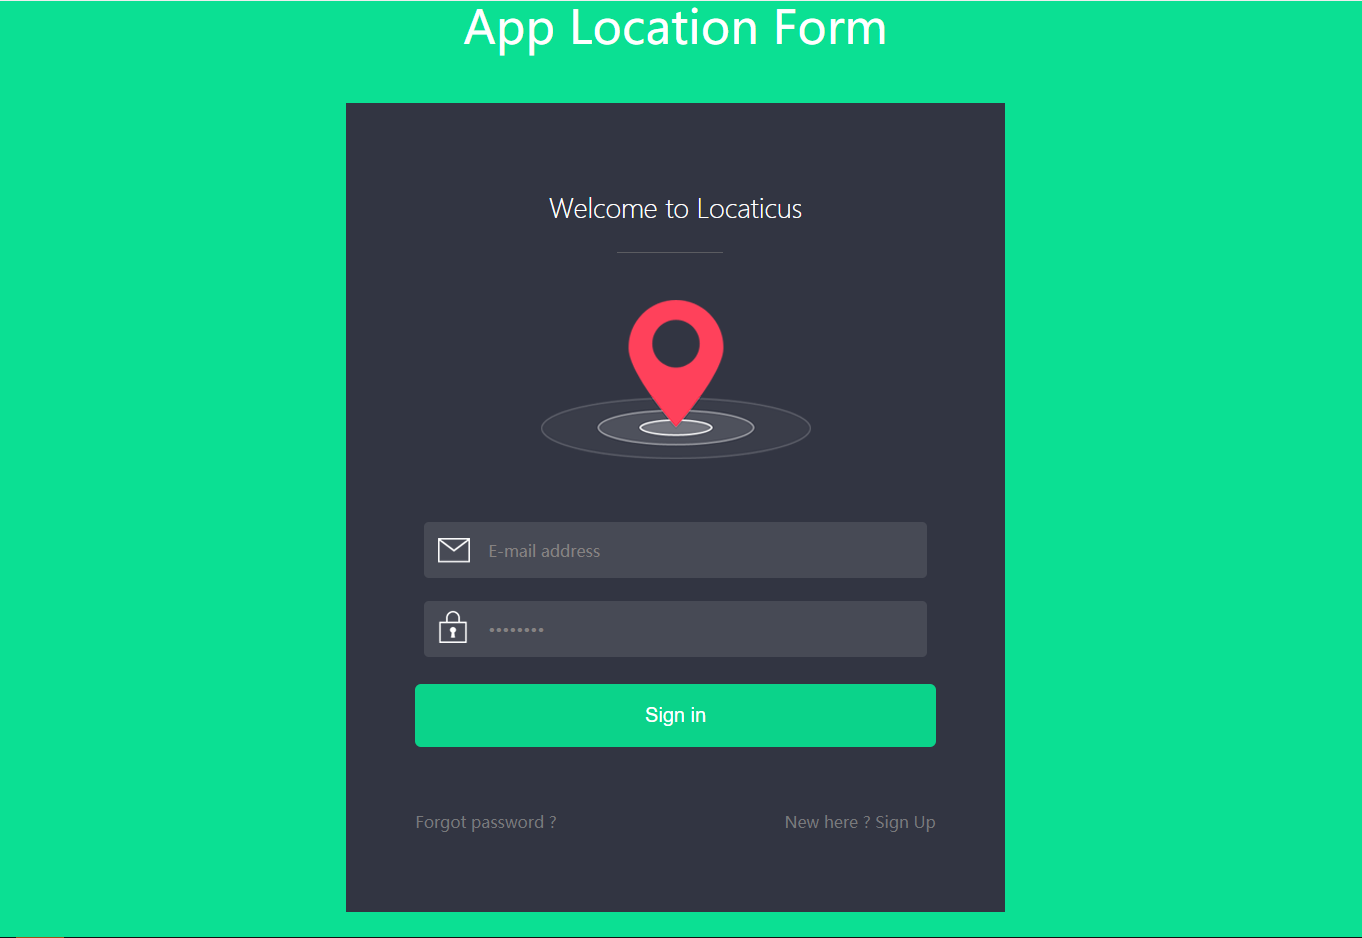 App Location Form
Welcome to Locaticus
E-mail address
••••••••
Sign in
Forgot password ?
New here ? Sign Up